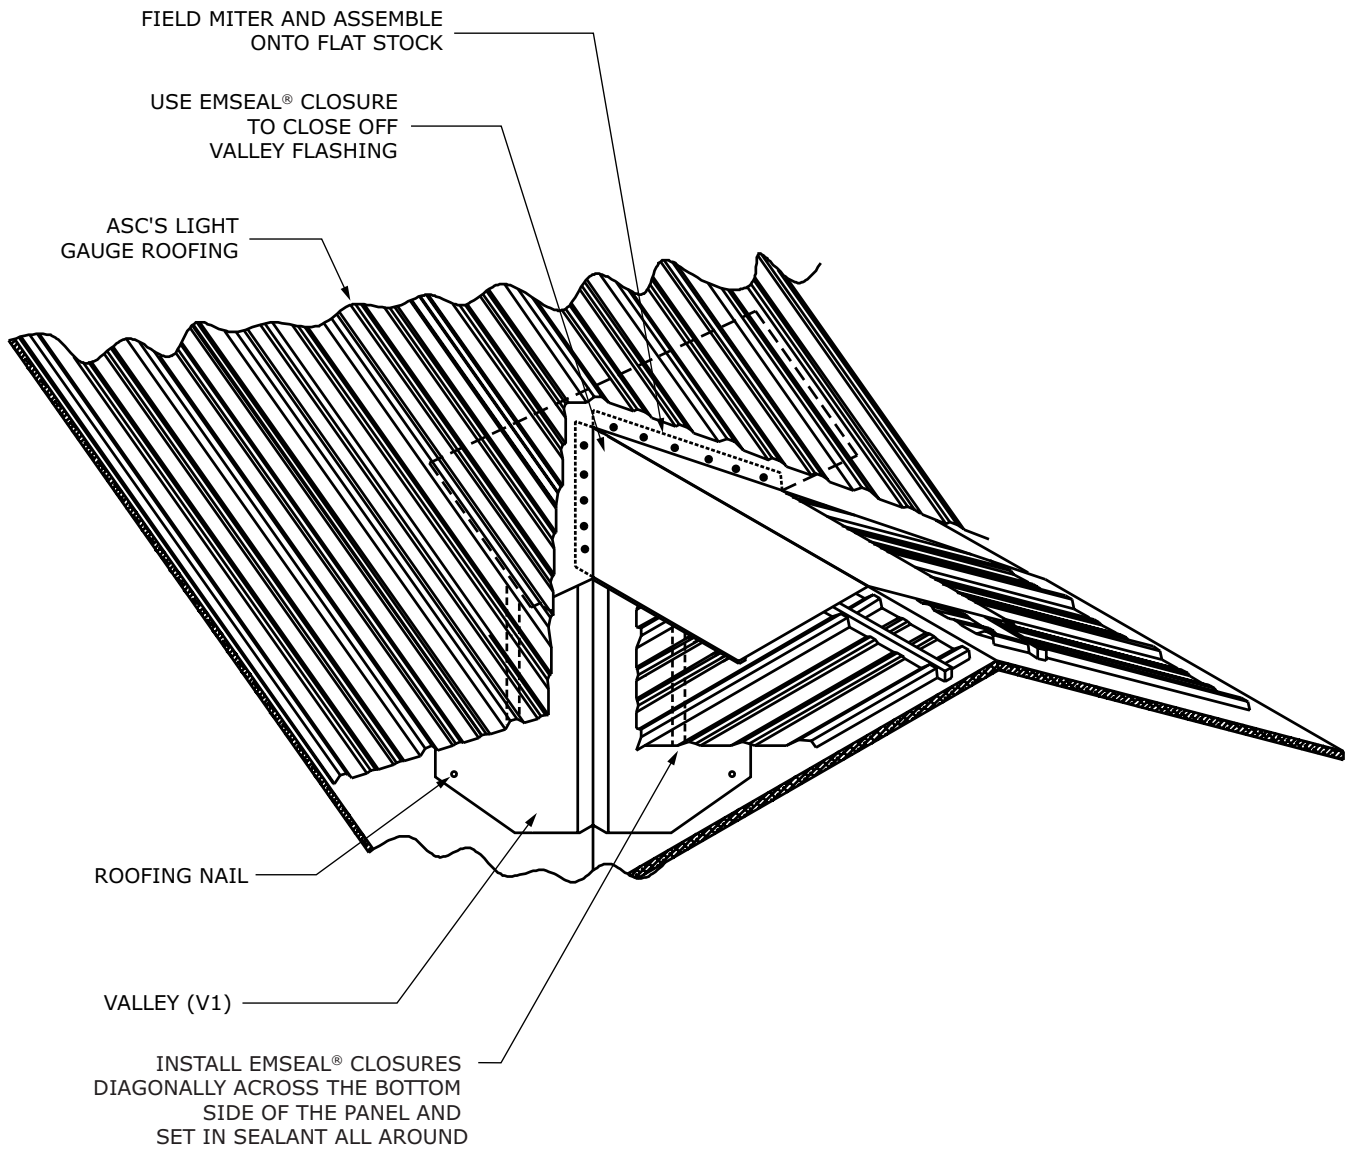 FIELD MITER AND ASSEMBLE
ONTO FLAT STOCK
USE EMSEAL® CLOSURE
TO CLOSE OFF
VALLEY FLASHING
ASC'S LIGHT
GAUGE ROOFING
ROOFING NAIL
VALLEY (V1)
INSTALL EMSEAL® CLOSURES
DIAGONALLY ACROSS THE BOTTOM
SIDE OF THE PANEL AND
SET IN SEALANT ALL AROUND